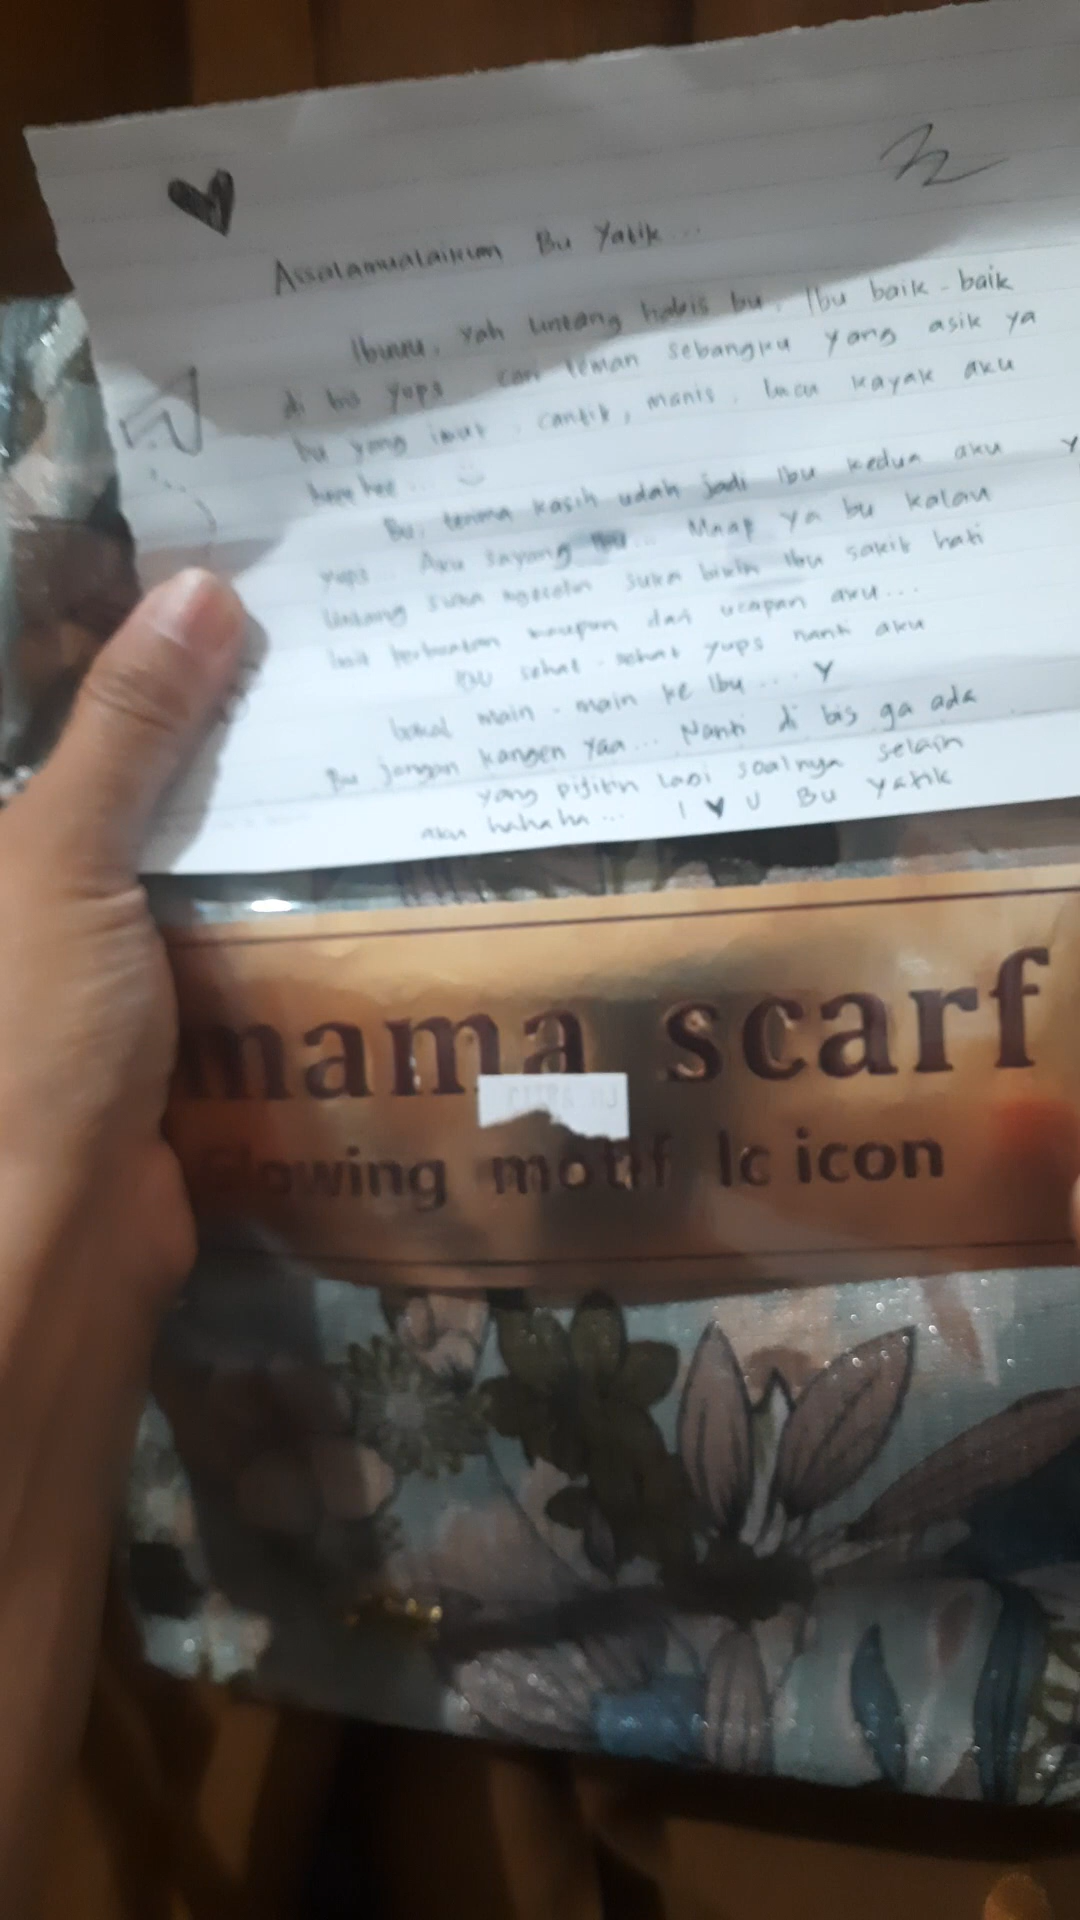 Assalamualaikum Bu Yatik...
Ibuuu, yah Lintang habis bu. Ibu baik-baik
di bis yups cari teman sebangku yang asik ya
bu yang imut, cantik, manis, lucu kayak aku
hee hee..
Bu, terima kasih udah jadi Ibu kedua aku
yups.. Aku sayang Ibu... Maap ya bu kalau
Lintang suka ngeselin suka bikin Ibu sakit hati
perbuatan maupun dari ucapan aku...
sehat-sehat yups nanti aku
bakal main-main ke Ibu...
Bu jangan kangen yaa... Nanti di bis ga ada
yang pijitin lagi soalnya selain
aku hahaha... I ♥ U Bu Yatik
mama scarf
Glowing motif lc icon